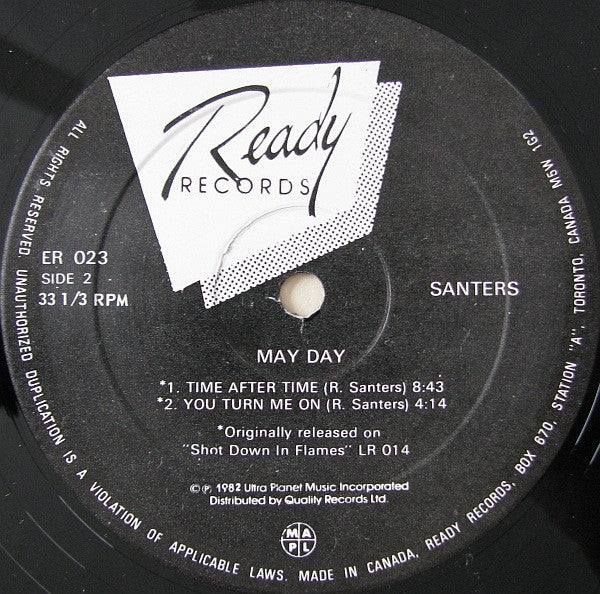 Ready
RECORDS
ER 023
SIDE 2
33 1/3 RPM
SANTERS
MAY DAY
*1. TIME AFTER TIME (R. Santers) 8:43
*2. YOU TURN ME ON (R. Santers) 4:14
*Originally released on
"Shot Down In Flames" LR 014
©℗ 1982 Ultra Planet Music Incorporated
Distributed by Quality Records Ltd.
M A
P L
ALL RIGHTS RESERVED. UNAUTHORIZED DUPLICATION IS A VIOLATION OF APPLICABLE LAWS. MADE IN CANADA, READY RECORDS, BOX 670, STATION "A", TORONTO, CANADA M5W 1G2